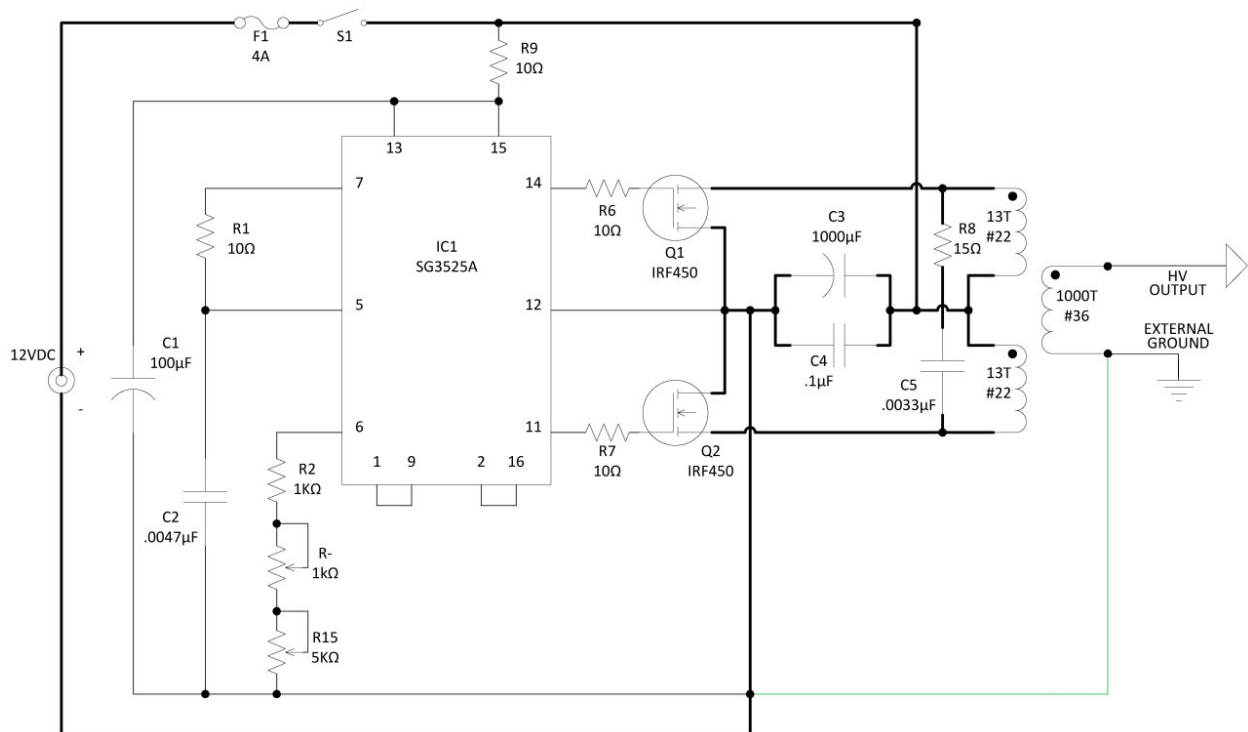 F1
4A
S1
R9
10Ω
13
15
7
14
R1
10Ω
R6
10Ω
Q1
IRF450
IC1
SG3525A
C3
1000µF
R8
15Ω
13T
#22
5
12
1000T
#36
HV
OUTPUT
EXTERNAL
GROUND
12VDC
+
-
C1
100µF
C4
.1µF
C5
.0033µF
13T
#22
6
11
R2
1KΩ
1
9
2
16
R7
10Ω
Q2
IRF450
C2
.0047µF
R-
1kΩ
R15
5KΩ